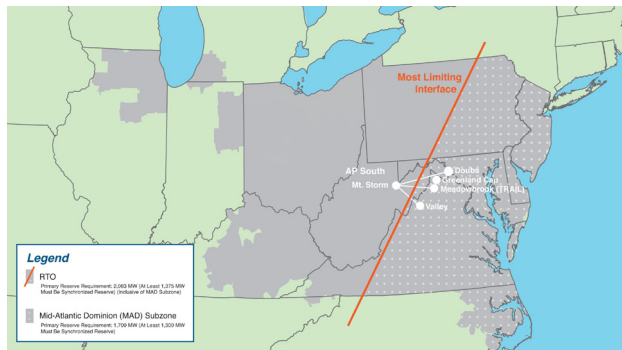 Most Limiting
Interface
AP South
Doubs
Greenland Gap
Mt. Storm
Meadowbrook (TRAIL)
Valley
Legend
RTO
Primary Reserve Requirement: 2,063 MW (At Least 1,375 MW
Must Be Synchronized Reserve) (Inclusive of MAD Subzone)
Mid-Atlantic Dominion (MAD) Subzone
Primary Reserve Requirement: 1,700 MW (At Least 1,300 MW
Must Be Synchronized Reserve)